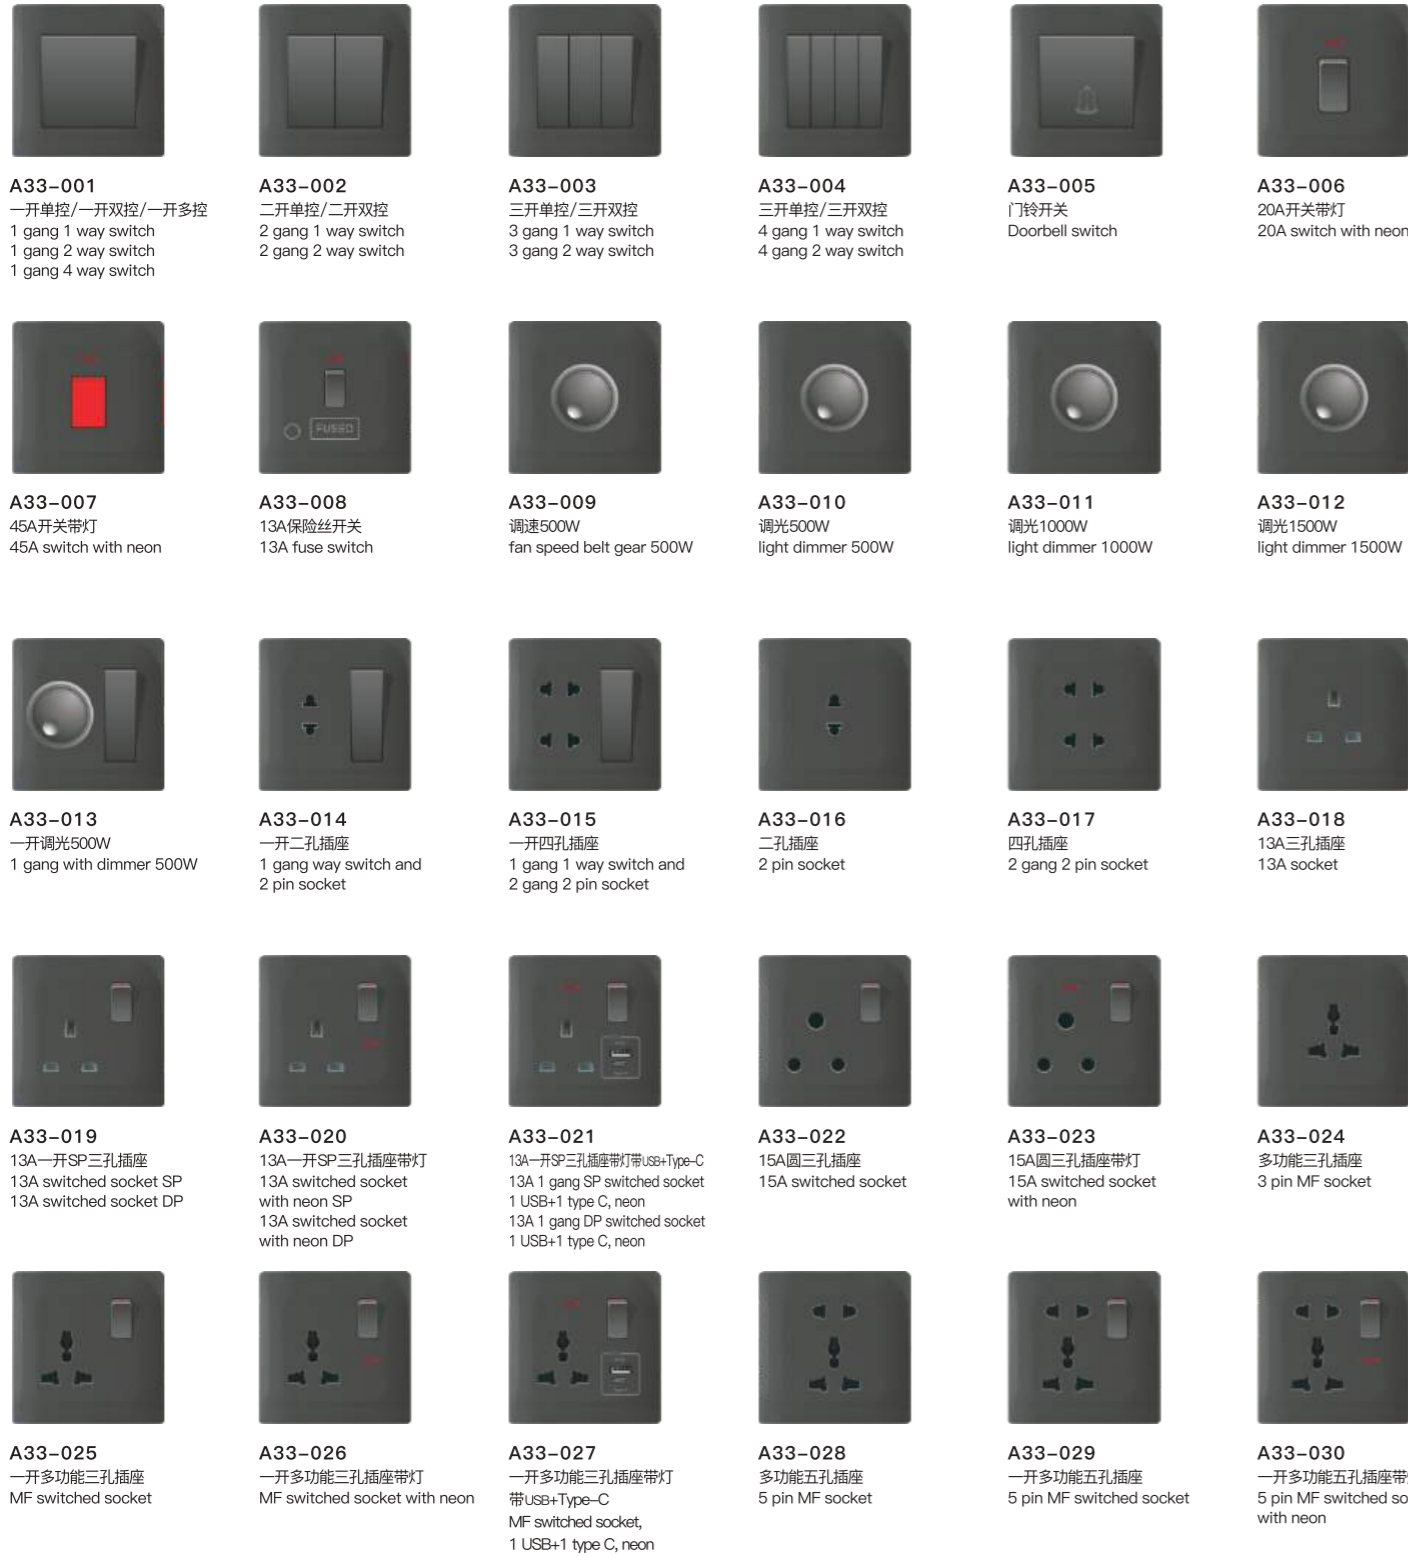 A33-001
一开单控/一开双控/一开多控
1 gang 1 way switch
1 gang 2 way switch
1 gang 4 way switch
A33-002
二开单控/二开双控
2 gang 1 way switch
2 gang 2 way switch
A33-003
三开单控/三开双控
3 gang 1 way switch
3 gang 2 way switch
A33-004
三开单控/三开双控
4 gang 1 way switch
4 gang 2 way switch
A33-005
门铃开关
Doorbell switch
A33-006
20A开关带灯
20A switch with neon
FUSED
A33-007
45A开关带灯
45A switch with neon
A33-008
13A保险丝开关
13A fuse switch
A33-009
调速500W
fan speed belt gear 500W
A33-010
调光500W
light dimmer 500W
A33-011
调光1000W
light dimmer 1000W
A33-012
调光1500W
light dimmer 1500W
A33-013
一开调光500W
1 gang with dimmer 500W
A33-014
一开二孔插座
1 gang way switch and
2 pin socket
A33-015
一开四孔插座
1 gang 1 way switch and
2 gang 2 pin socket
A33-016
二孔插座
2 pin socket
A33-017
四孔插座
2 gang 2 pin socket
A33-018
13A三孔插座
13A socket
A33-019
13A一开SP三孔插座
13A switched socket SP
13A switched socket DP
A33-020
13A一开SP三孔插座带灯
13A switched socket
with neon SP
13A switched socket
with neon DP
A33-021
13A一开SP三孔插座带灯带USB+Type-C
13A 1 gang SP switched socket
1 USB+1 type C, neon
13A 1 gang DP switched socket
1 USB+1 type C, neon
A33-022
15A圆三孔插座
15A switched socket
A33-023
15A圆三孔插座带灯
15A switched socket
with neon
A33-024
多功能三孔插座
3 pin MF socket
A33-025
一开多功能三孔插座
MF switched socket
A33-026
一开多功能三孔插座带灯
MF switched socket with neon
A33-027
一开多功能三孔插座带灯
带USB+Type-C
MF switched socket,
1 USB+1 type C, neon
A33-028
多功能五孔插座
5 pin MF socket
A33-029
一开多功能五孔插座
5 pin MF switched socket
A33-030
一开多功能五孔插座带
5 pin MF switched so
with neon